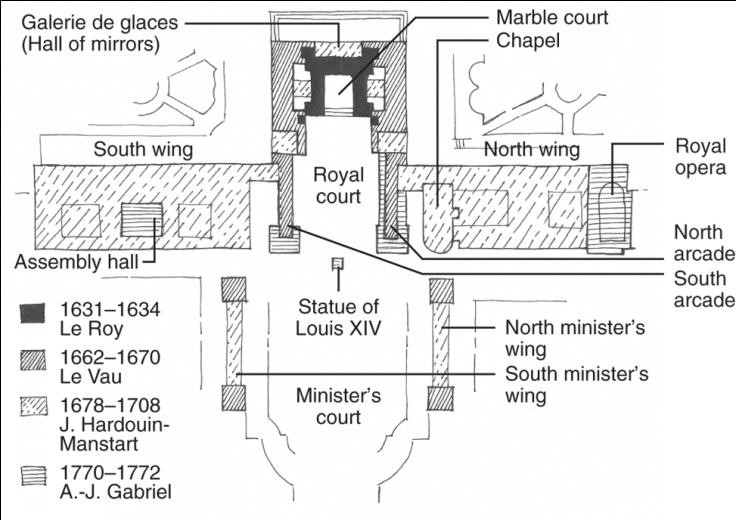 Galerie de glaces
(Hall of mirrors)
Marble court
Chapel
South wing
North wing
Royal
opera
Royal
court
North
arcade
South
arcade
Assembly hall
Statue of
Louis XIV
1631–1634
Le Roy
1662–1670
Le Vau
1678–1708
J. Hardouin-
Manstart
1770–1772
A.-J. Gabriel
North minister's
wing
South minister's
wing
Minister's
court